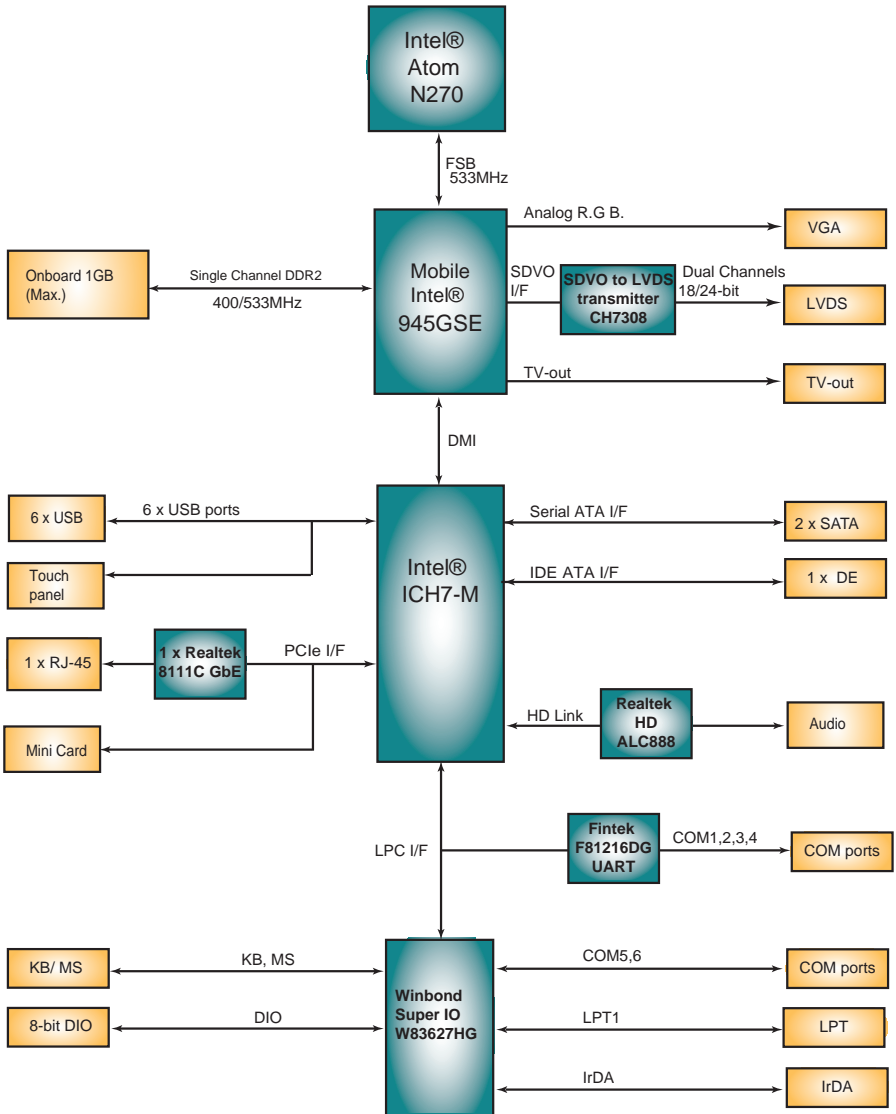 Intel®
Atom
N270
FSB
533MHz
Analog R.G B.
VGA
Onboard 1GB
(Max.)
Single Channel DDR2
400/533MHz
Mobile
Intel®
945GSE
SDVO
I/F
SDVO to LVDS
transmitter
CH7308
Dual Channels
18/24-bit
LVDS
TV-out
TV-out
DMI
6 x USB
6 x USB ports
Touch
panel
Intel®
ICH7-M
Serial ATA I/F
2 x SATA
IDE ATA I/F
1 x DE
1 x RJ-45
1 x Realtek
8111C GbE
PCIe I/F
Mini Card
HD Link
Realtek
HD
ALC888
Audio
LPC I/F
Fintek
F81216DG
UART
COM1,2,3,4
COM ports
KB/ MS
KB, MS
8-bit DIO
DIO
Winbond
Super IO
W83627HG
COM5,6
COM ports
LPT1
LPT
IrDA
IrDA